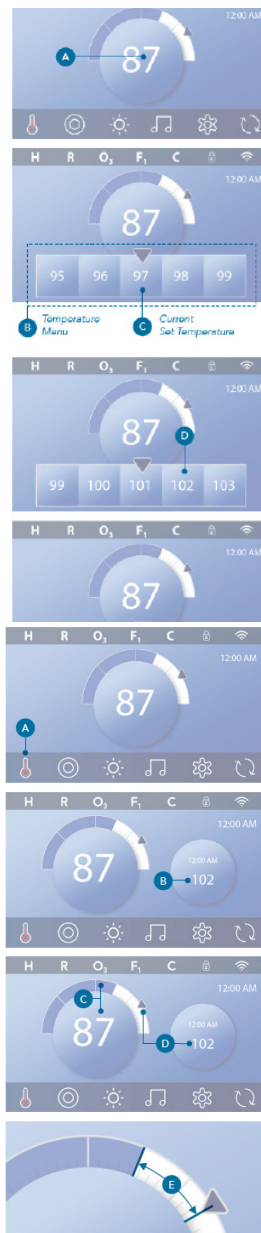 12:00 AM
A
87
H R O3 F1 C
12:00 AM
87
95 96 97 98 99
B Temperature Menu
C Current Set Temperature
H R O3 F1 C
12:00 AM
87
D
99 100 101 102 103
H R O3 F1 C
12:00 AM
87
H R O3 F1 C
12:00 AM
87
A
H R O3 F1 C
12:00 AM
87
12:00 AM
B 102
H R O3 F1 C
12:00 AM
C
87
12:00 AM
D 102
E